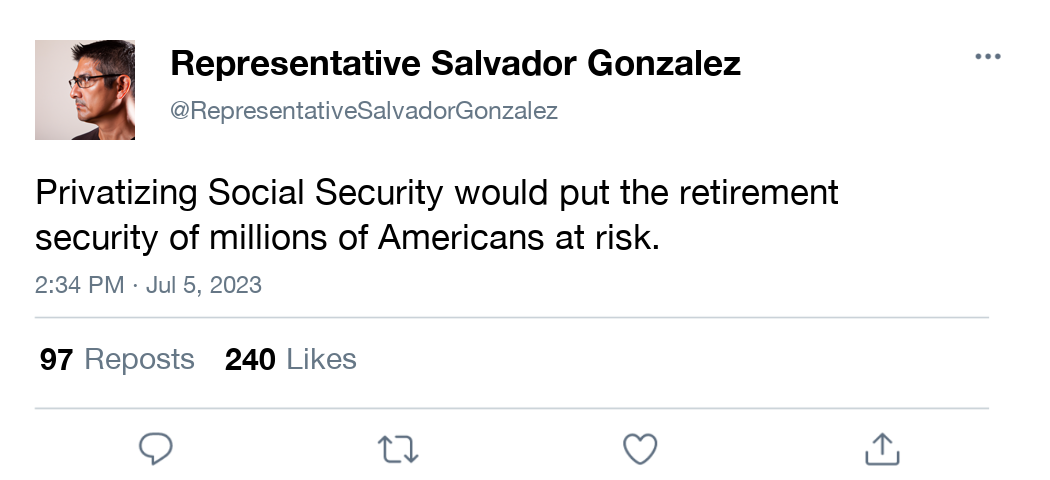 Representative Salvador Gonzalez
@RepresentativeSalvadorGonzalez
Privatizing Social Security would put the retirement
security of millions of Americans at risk.
2:34 PM · Jul 5, 2023
97 Reposts 240 Likes